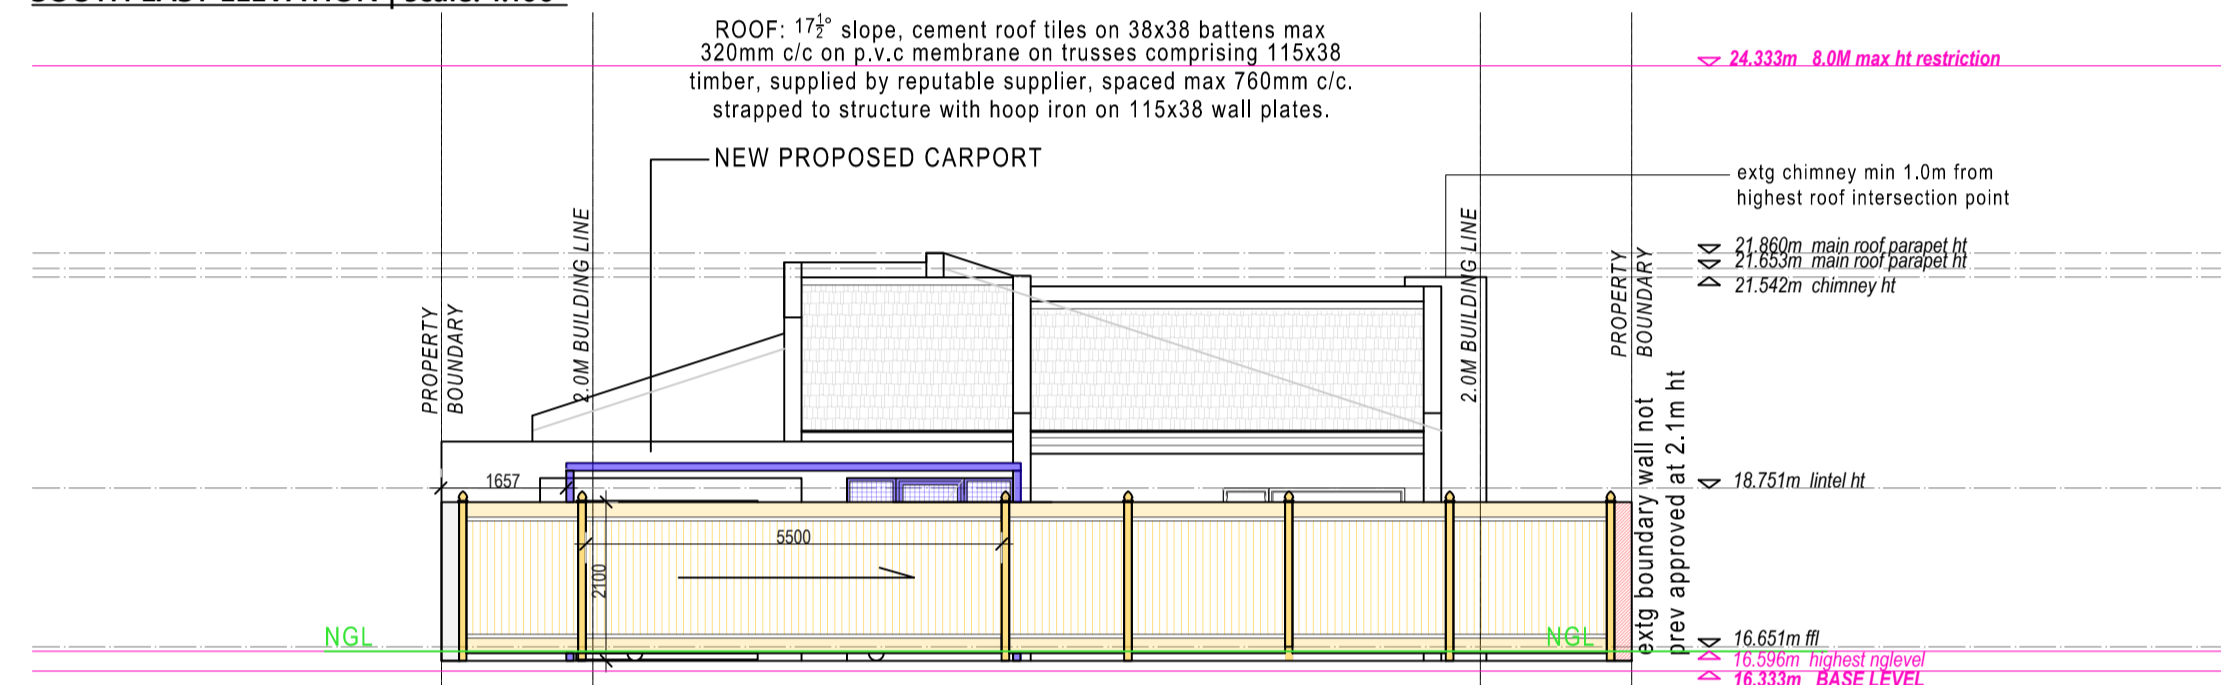 ROOF: 17½° slope, cement roof tiles on 38x38 battens max
320mm c/c on p.v.c membrane on trusses comprising 115x38
timber, supplied by reputable supplier, spaced max 760mm c/c.
strapped to structure with hoop iron on 115x38 wall plates.
24.333m 8.0M max ht restriction
NEW PROPOSED CARPORT
extg chimney min 1.0m from
highest roof intersection point
PROPERTY
BOUNDARY
2.0M BUILDING LINE
2.0M BUILDING LINE
PROPERTY
BOUNDARY
21.860m main roof parapet ht
21.653m main roof parapet ht
21.542m chimney ht
extg boundary wall not
prev approved at 2.1m ht
1657
18.751m lintel ht
5500
2100
NGL
NGL
16.651m ffl
16.596m highest nglevel
16.333m BASE LEVEL